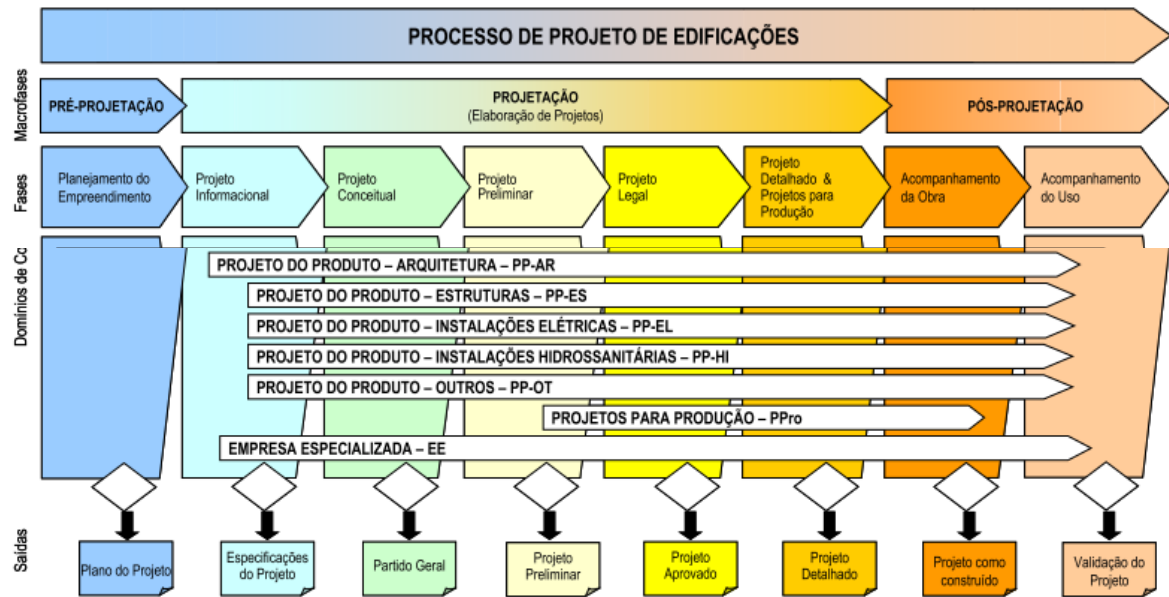 PROCESSO DE PROJETO DE EDIFICAÇÕES
Macrofases
PRÉ-PROJETAÇÃO
PROJETAÇÃO
(Elaboração de Projetos)
PÓS-PROJETAÇÃO
Fases
Planejamento do
Empreendimento
Projeto
Informacional
Projeto
Conceitual
Projeto
Preliminar
Projeto
Legal
Projeto
Detalhado &
Projetos para
Produção
Acompanhamento
da Obra
Acompanhamento
do Uso
Domínios de Co
PROJETO DO PRODUTO – ARQUITETURA – PP-AR
PROJETO DO PRODUTO – ESTRUTURAS – PP-ES
PROJETO DO PRODUTO – INSTALAÇÕES ELÉTRICAS – PP-EL
PROJETO DO PRODUTO – INSTALAÇÕES HIDROSSANITÁRIAS – PP-HI
PROJETO DO PRODUTO – OUTROS – PP-OT
PROJETOS PARA PRODUÇÃO – PPro
EMPRESA ESPECIALIZADA – EE
Saídas
Plano do Projeto
Especificações
do Projeto
Partido Geral
Projeto
Preliminar
Projeto
Aprovado
Projeto
Detalhado
Projeto como
construído
Validação do
Projeto